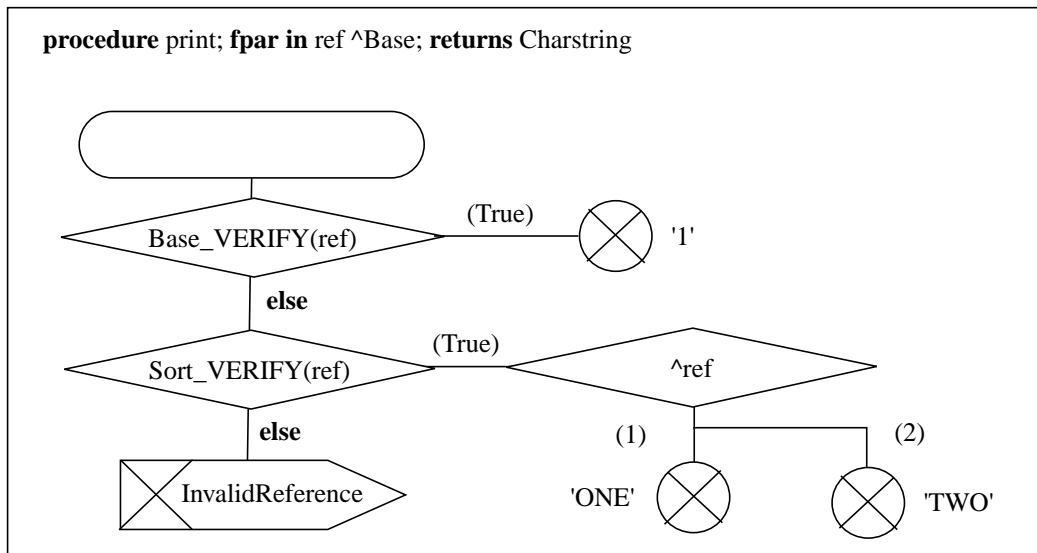 procedure print; fpar in ref ^Base; returns Charstring
(True)
Base_VERIFY(ref)
'1'
else
(True)
Sort_VERIFY(ref)
^ref
else
(1)
(2)
InvalidReference
'ONE'
'TWO'